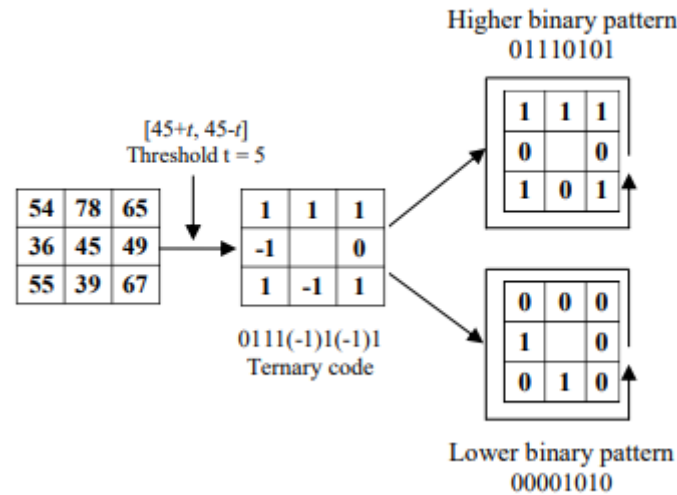 Higher binary pattern
01110101
[45+t, 45-t]
Threshold t = 5
54 78 65
36 45 49
55 39 67
1 1 1
-1 0
1 -1 1
0111(-1)1(-1)1
Ternary code
1 1 1
0 0
1 0 1
0 0 0
1 0
0 1 0
Lower binary pattern
00001010